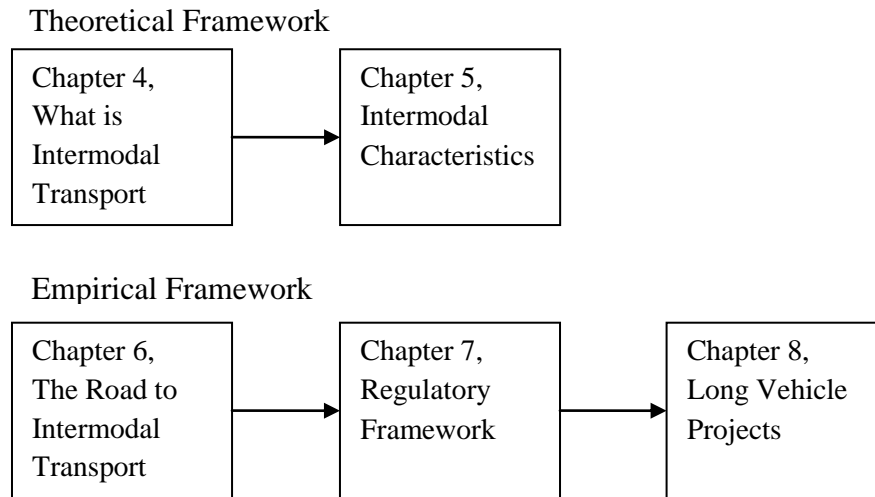 Theoretical Framework
Chapter 4,
What is
Intermodal
Transport
Chapter 5,
Intermodal
Characteristics
Empirical Framework
Chapter 6,
The Road to
Intermodal
Transport
Chapter 7,
Regulatory
Framework
Chapter 8,
Long Vehicle
Projects